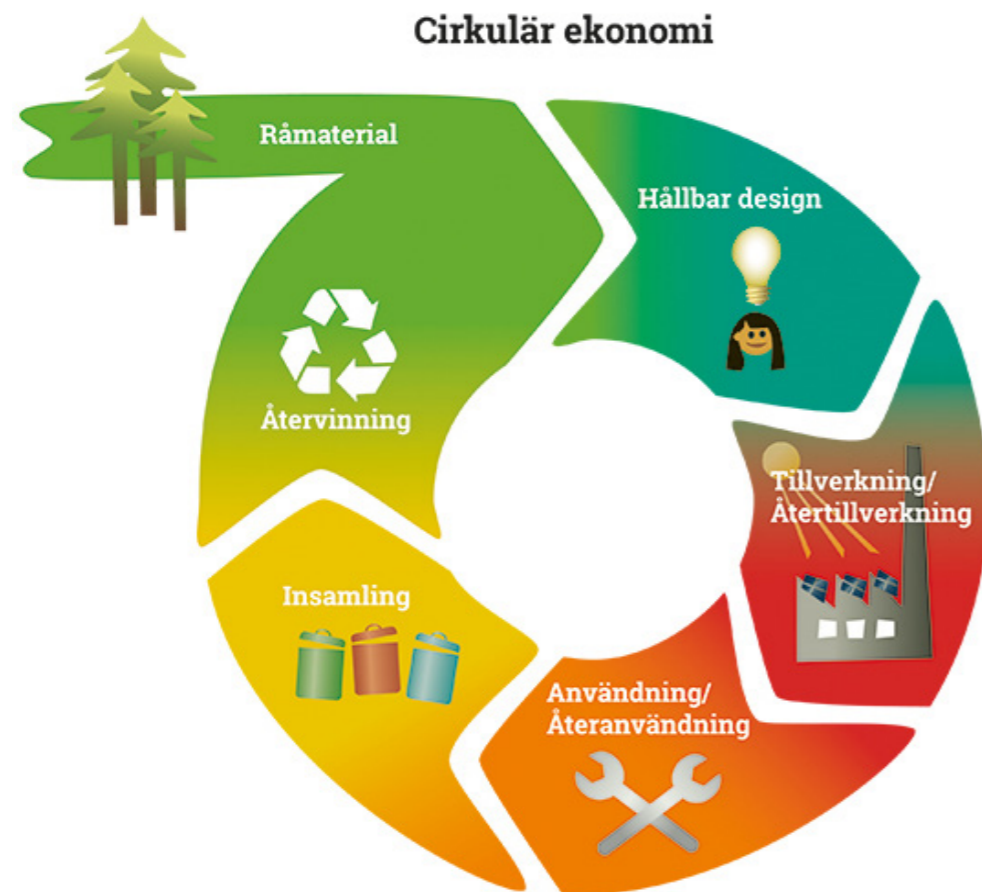 Cirkulär ekonomi
Råmaterial
Hållbar design
Tillverkning/
Återtillverkning
Användning/
Återanvändning
Insamling
Återvinning